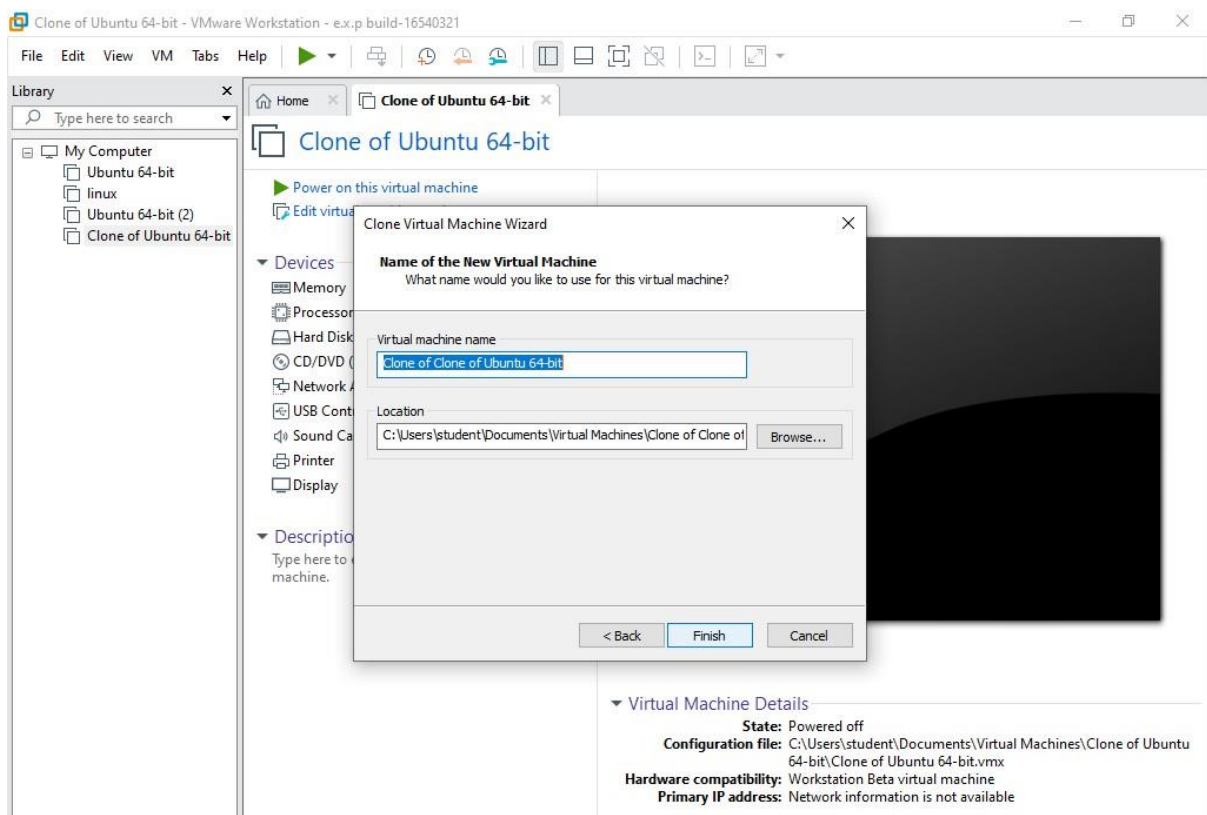 Clone of Ubuntu 64-bit - VMware Workstation - e.x.p build-16540321
File Edit View VM Tabs Help
Library
Type here to search
My Computer
Ubuntu 64-bit
linux
Ubuntu 64-bit (2)
Clone of Ubuntu 64-bit
Home
Clone of Ubuntu 64-bit
Clone of Ubuntu 64-bit
Power on this virtual machine
Edit virtua
Devices
Memory
Processor
Hard Disk
CD/DVD (
Network A
USB Cont
Sound Ca
Printer
Display
Descriptio
Type here to e
machine.
Clone Virtual Machine Wizard
Name of the New Virtual Machine
What name would you like to use for this virtual machine?
Virtual machine name
Clone of Clone of Ubuntu 64-bit
Location
C:\Users\student\Documents\Virtual Machines\Clone of Clone of
Browse...
< Back Finish Cancel
Virtual Machine Details
State: Powered off
Configuration file: C:\Users\student\Documents\Virtual Machines\Clone of Ubuntu
64-bit\Clone of Ubuntu 64-bit.vmx
Hardware compatibility: Workstation Beta virtual machine
Primary IP address: Network information is not available